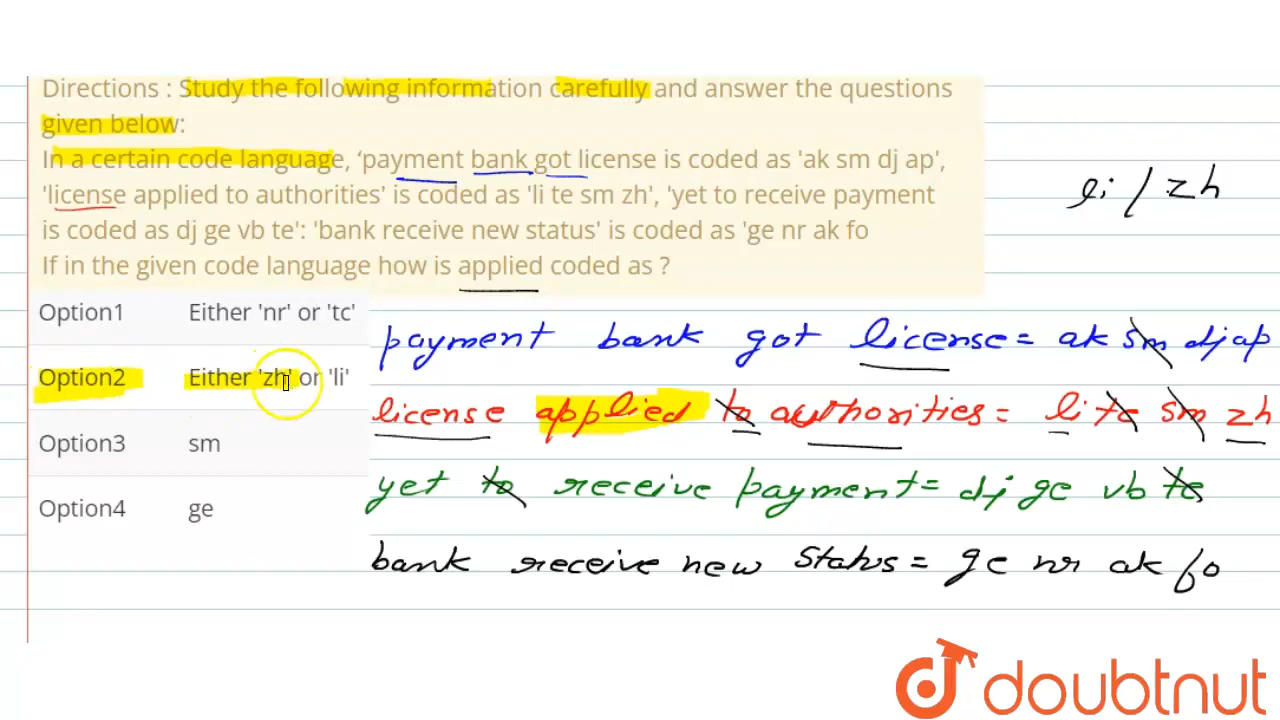 Directions : Study the following information carefully and answer the questions
given below:
In a certain code language, ‘payment bank got license is coded as 'ak sm dj ap',
'license applied to authorities' is coded as 'li te sm zh', 'yet to receive payment
is coded as dj ge vb te': 'bank receive new status' is coded as 'ge nr ak fo
If in the given code language how is applied coded as ?
li / zh
Option1 Either 'nr' or 'tc'
payment bank got license = ak sm dj ap
Option2 Either 'zh' or 'li'
license applied to authorities = li te sm zh
Option3 sm
yet to receive payment = dj ge vb te
Option4 ge
bank receive new status = ge nr ak fo
doubtnut